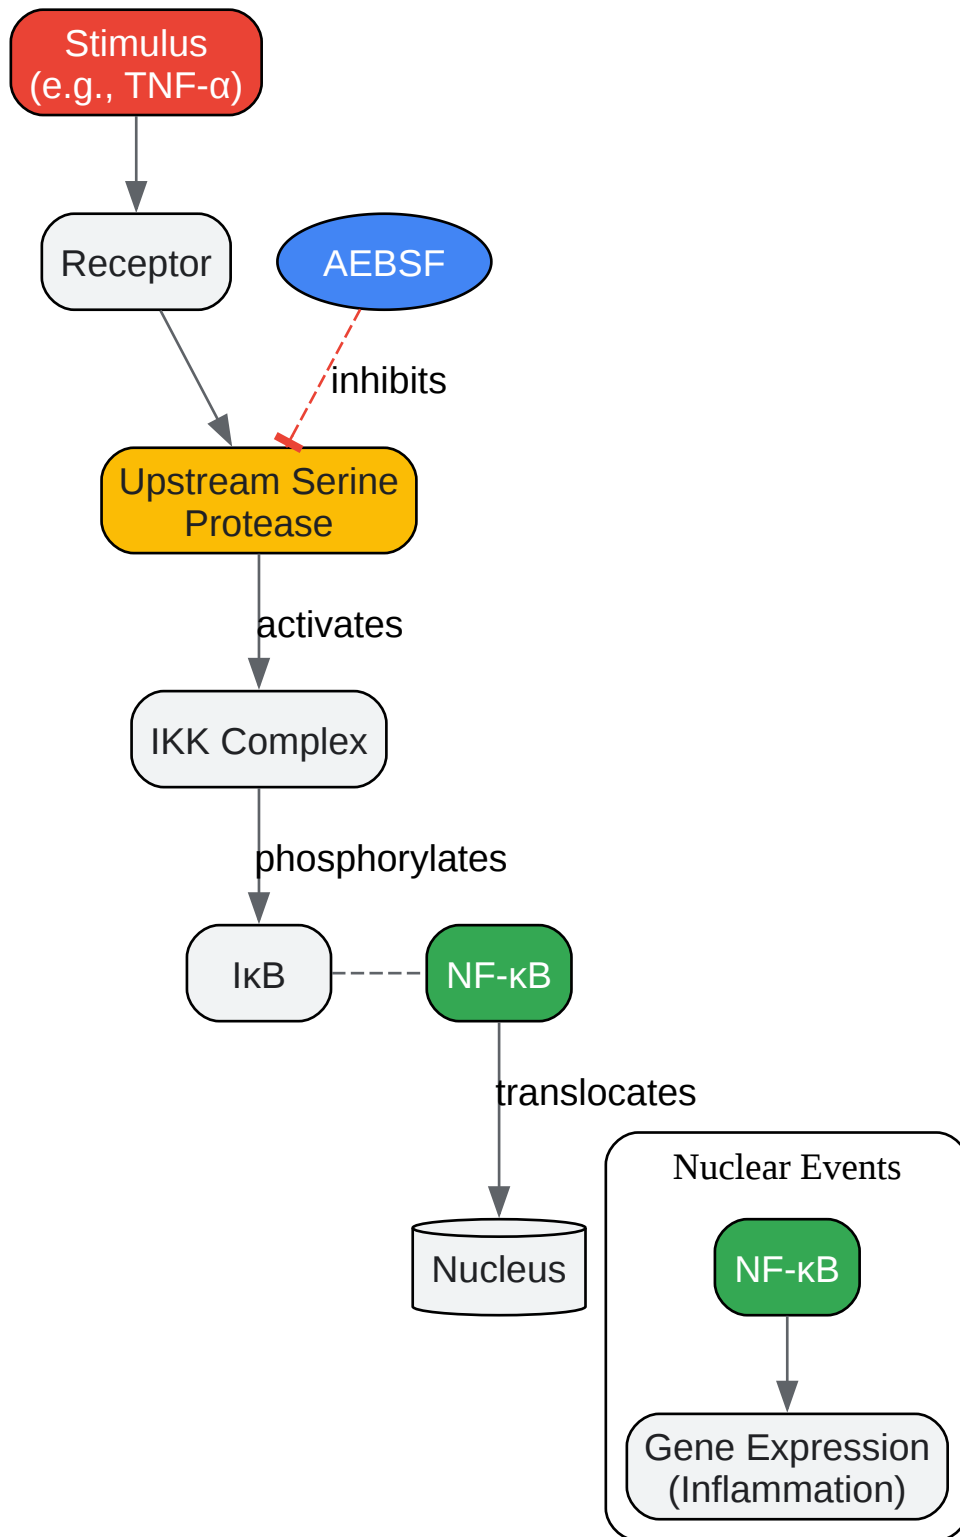 Stimulus
(e.g., TNF-α)
Receptor
AEBSF
inhibits
Upstream Serine
Protease
activates
IKK Complex
phosphorylates
IκB
NF-κB
translocates
Nucleus
Nuclear Events
NF-κB
Gene Expression
(Inflammation)